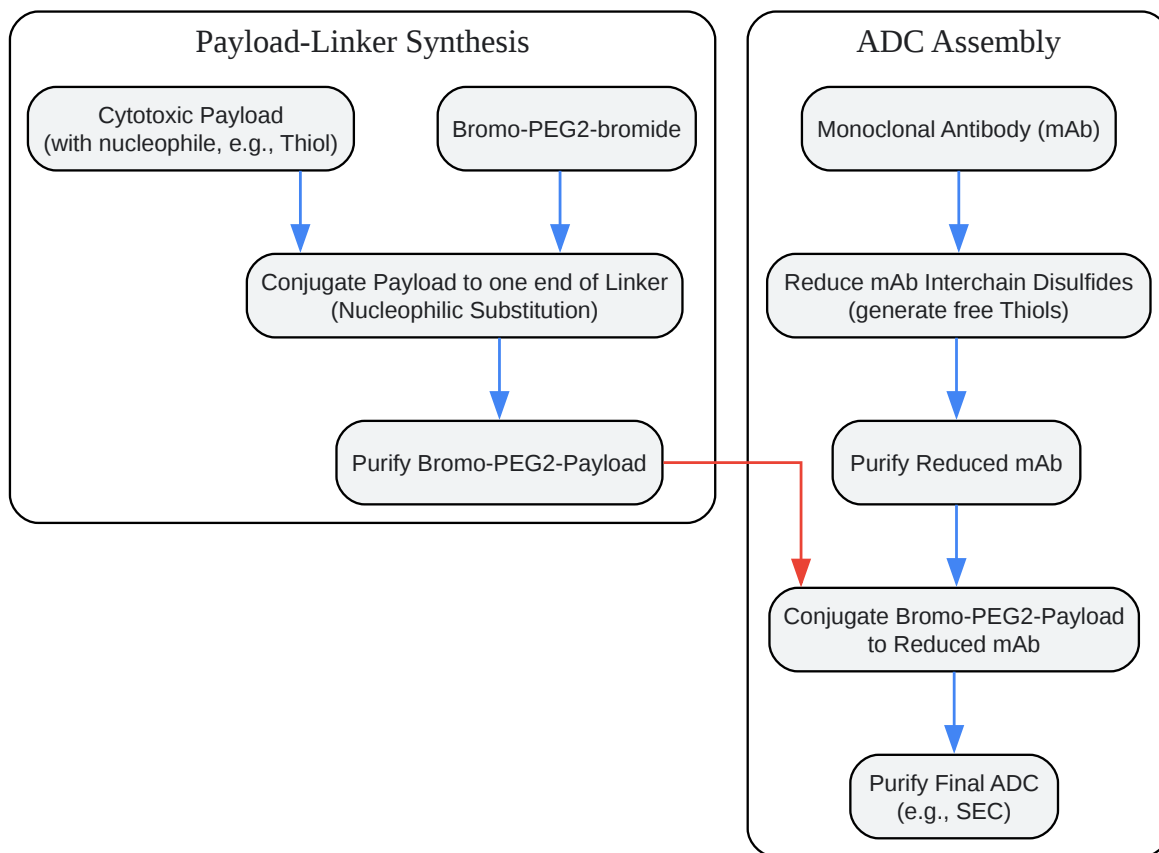 Payload-Linker Synthesis
Cytotoxic Payload
(with nucleophile, e.g., Thiol)
Bromo-PEG2-bromide
Conjugate Payload to one end of Linker
(Nucleophilic Substitution)
Purify Bromo-PEG2-Payload
ADC Assembly
Monoclonal Antibody (mAb)
Reduce mAb Interchain Disulfides
(generate free Thiols)
Purify Reduced mAb
Conjugate Bromo-PEG2-Payload
to Reduced mAb
Purify Final ADC
(e.g., SEC)